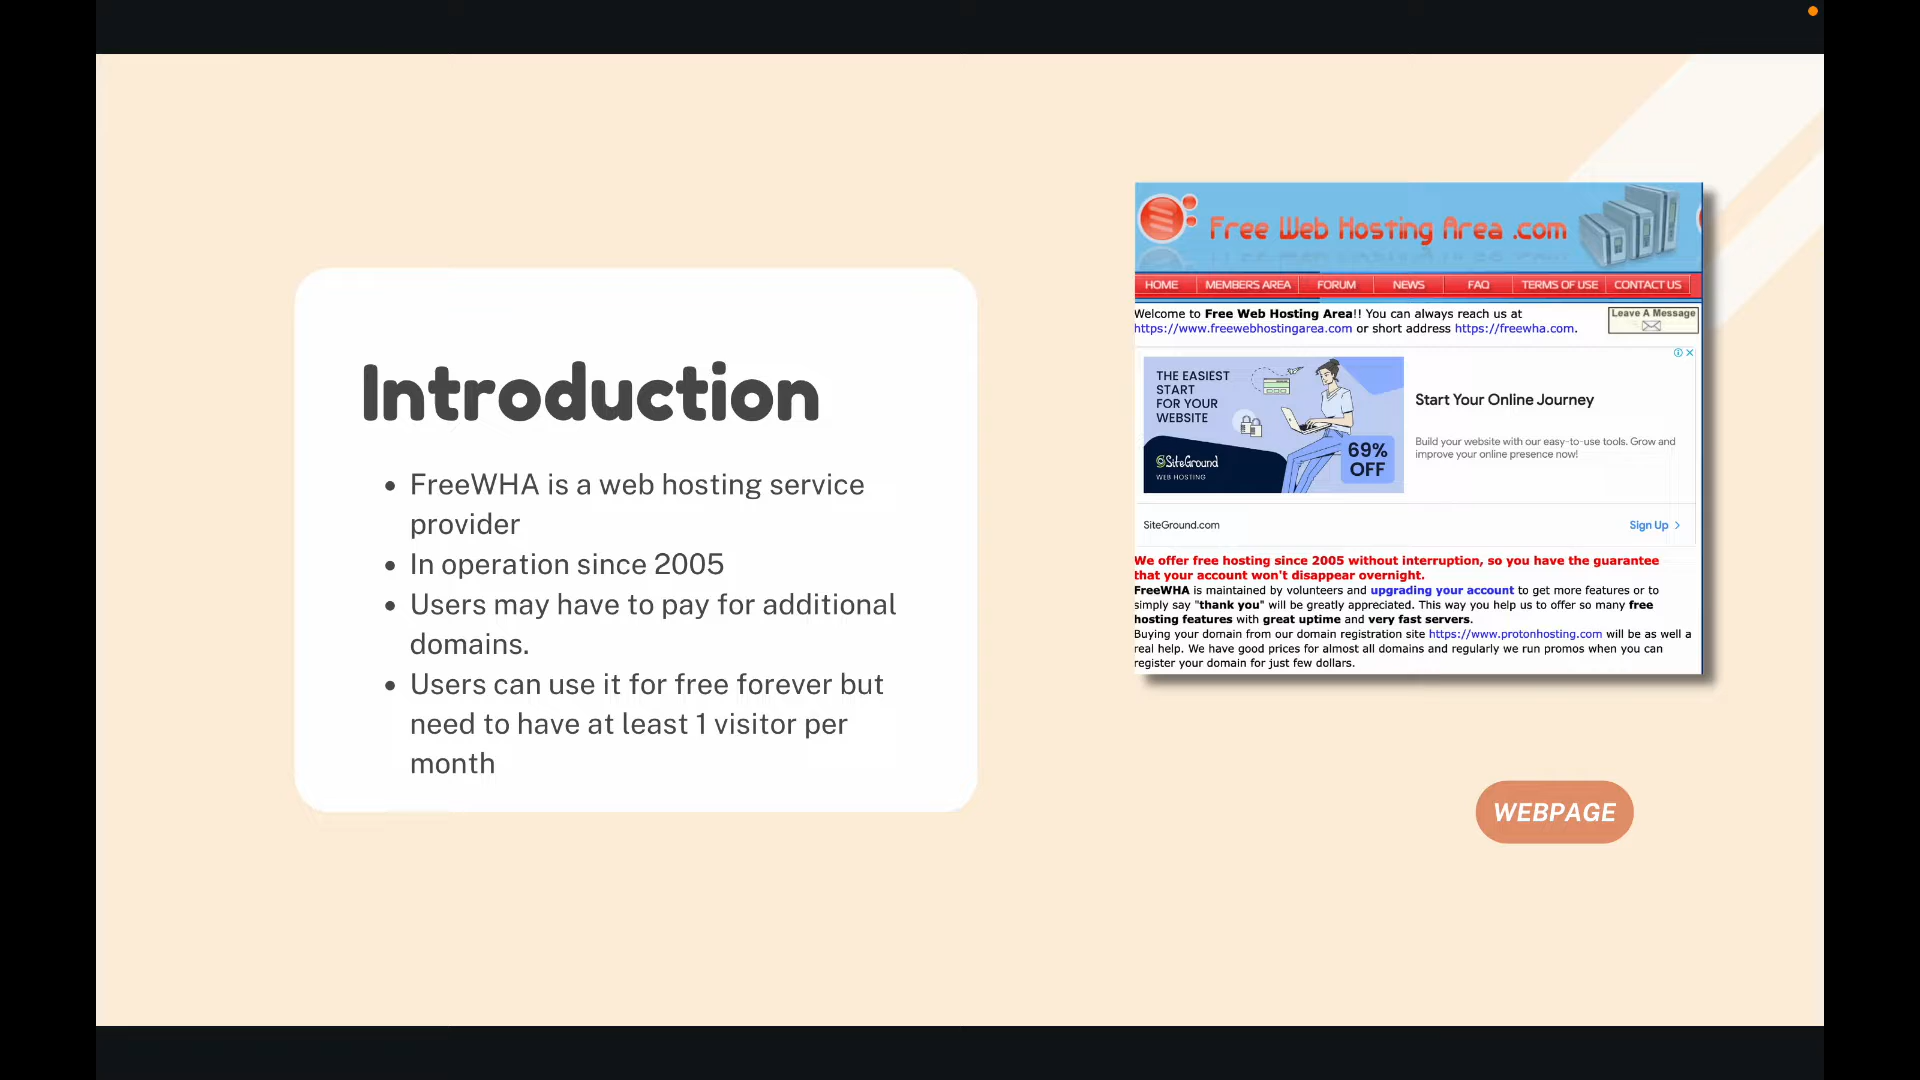 Introduction
• FreeWHA is a web hosting service
provider
• In operation since 2005
• Users may have to pay for additional
domains.
• Users can use it for free forever but
need to have at least 1 visitor per
month
Free Web Hosting Area .com
HOME MEMBERS AREA FORUM NEWS FAQ TERMS OF USE CONTACT US
Welcome to Free Web Hosting Area!! You can always reach us at
https://www.freewebhostingarea.com or short address https://freewha.com.
Leave A Message
THE EASIEST
START
FOR YOUR
WEBSITE
SiteGround
WEB HOSTING
69%
OFF
Start Your Online Journey
Build your website with our easy-to-use tools. Grow and
improve your online presence now!
SiteGround.com
Sign Up >
We offer free hosting since 2005 without interruption, so you have the guarantee
that your account won't disappear overnight.
FreeWHA is maintained by volunteers and upgrading your account to get more features or to
simply say "thank you" will be greatly appreciated. This way you help us to offer so many free
hosting features with great uptime and very fast servers.
Buying your domain from our domain registration site https://www.protonhosting.com will be as well a
real help. We have good prices for almost all domains and regularly we run promos when you can
register your domain for just few dollars.
WEBPAGE